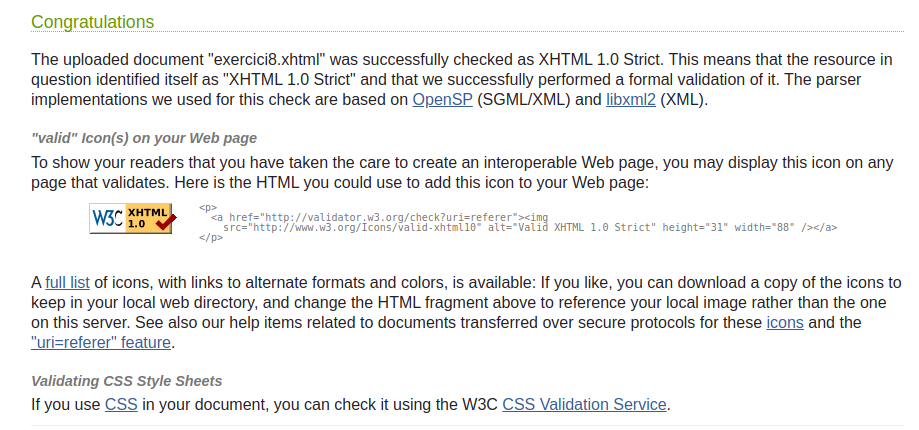 Congratulations
The uploaded document "exercici8.xhtml" was successfully checked as XHTML 1.0 Strict. This means that the resource in
question identified itself as "XHTML 1.0 Strict" and that we successfully performed a formal validation of it. The parser
implementations we used for this check are based on OpenSP (SGML/XML) and libxml2 (XML).
"valid" Icon(s) on your Web page
To show your readers that you have taken the care to create an interoperable Web page, you may display this icon on any
page that validates. Here is the HTML you could use to add this icon to your Web page:
W3C XHTML
1.0
<p>
<a href="http://validator.w3.org/check?uri=referer"><img
src="http://www.w3.org/Icons/valid-xhtml10" alt="Valid XHTML 1.0 Strict" height="31" width="88" /></a>
</p>
A full list of icons, with links to alternate formats and colors, is available: If you like, you can download a copy of the icons to
keep in your local web directory, and change the HTML fragment above to reference your local image rather than the one
on this server. See also our help items related to documents transferred over secure protocols for these icons and the
"uri=referer" feature.
Validating CSS Style Sheets
If you use CSS in your document, you can check it using the W3C CSS Validation Service.